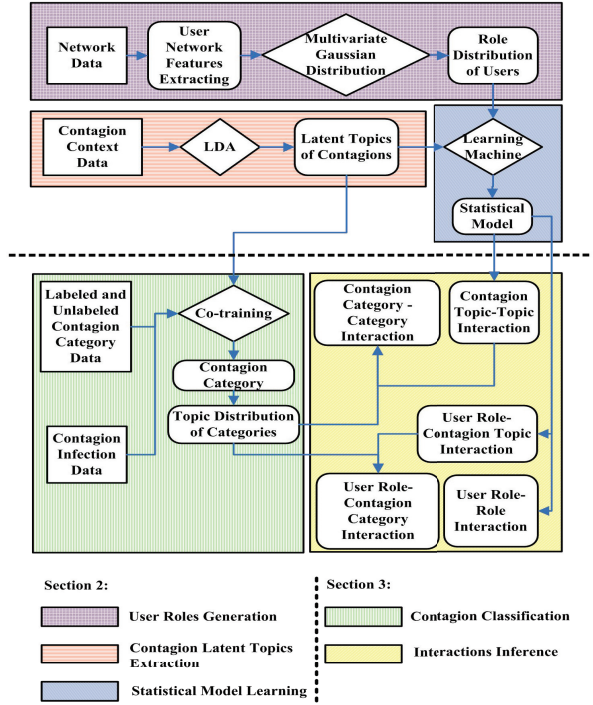 Network
Data
User
Network
Features
Extracting
Multivariate
Gaussian
Distribution
Role
Distribution
of Users
Contagion
Context
Data
LDA
Latent Topics
of Contagions
Learning
Machine
Statistical
Model
Labeled and
Unlabeled
Contagion
Category
Data
Co-training
Contagion
Category
Topic Distribution
of Categories
Contagion
Infection
Data
Contagion
Category -
Category
Interaction
Contagion
Topic-Topic
Interaction
User Role-
Contagion Topic
Interaction
User Role-
Contagion
Category
Interaction
User Role-
Role
Interaction
Section 2:
User Roles Generation
Contagion Latent Topics
Extraction
Statistical Model Learning
Section 3:
Contagion Classification
Interactions Inference